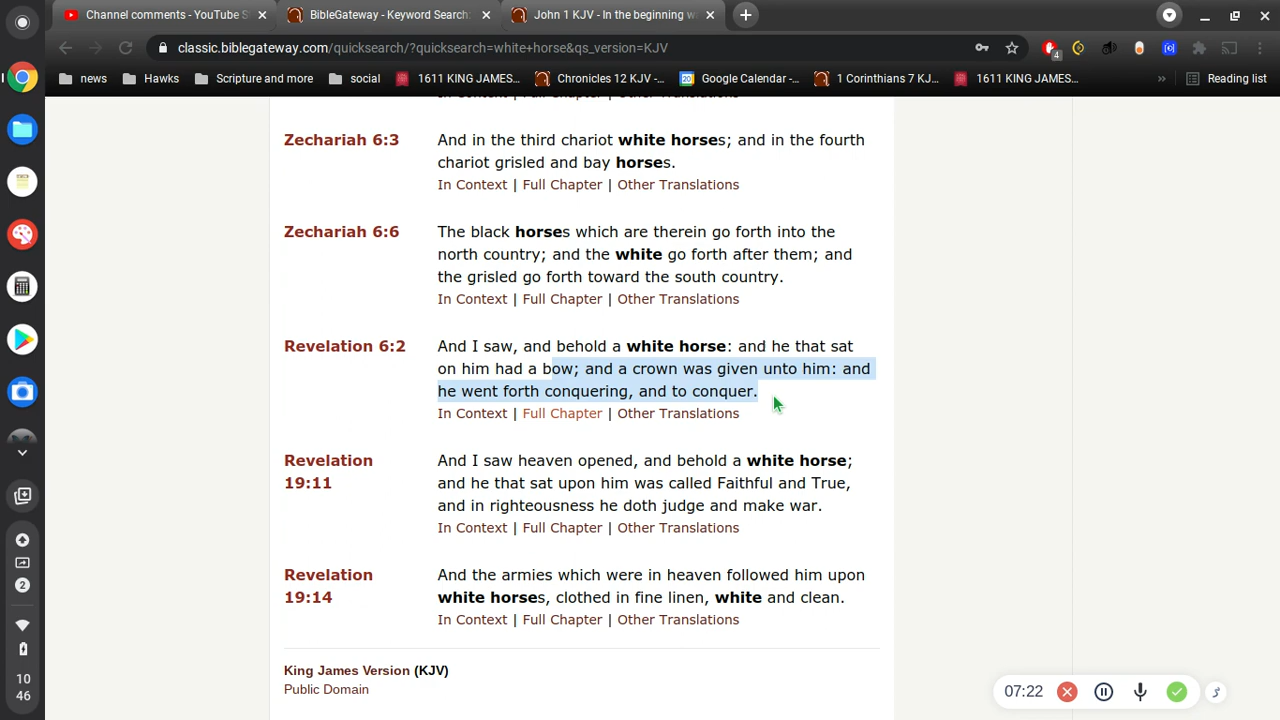 Channel comments - YouTube S
BibleGateway - Keyword Search:
John 1 KJV - In the beginning w
classic.biblegateway.com/quicksearch/?quicksearch=white+horse&qs_version=KJV
4
news
Hawks
Scripture and more
social
1611 KING JAMES...
Chronicles 12 KJV -...
20
Google Calendar -...
1 Corinthians 7 KJ...
1611 KING JAMES...
»
Reading list
In Context | Full Chapter | Other Translations
Zechariah 6:3
And in the third chariot white horses; and in the fourth
chariot grisled and bay horses.
In Context | Full Chapter | Other Translations
Zechariah 6:6
The black horses which are therein go forth into the
north country; and the white go forth after them; and
the grisled go forth toward the south country.
In Context | Full Chapter | Other Translations
Revelation 6:2
And I saw, and behold a white horse: and he that sat
on him had a bow; and a crown was given unto him: and
he went forth conquering, and to conquer.
In Context | Full Chapter | Other Translations
Revelation
19:11
And I saw heaven opened, and behold a white horse;
and he that sat upon him was called Faithful and True,
and in righteousness he doth judge and make war.
In Context | Full Chapter | Other Translations
Revelation
19:14
And the armies which were in heaven followed him upon
white horses, clothed in fine linen, white and clean.
In Context | Full Chapter | Other Translations
King James Version (KJV)
Public Domain
2
10
46
07:22